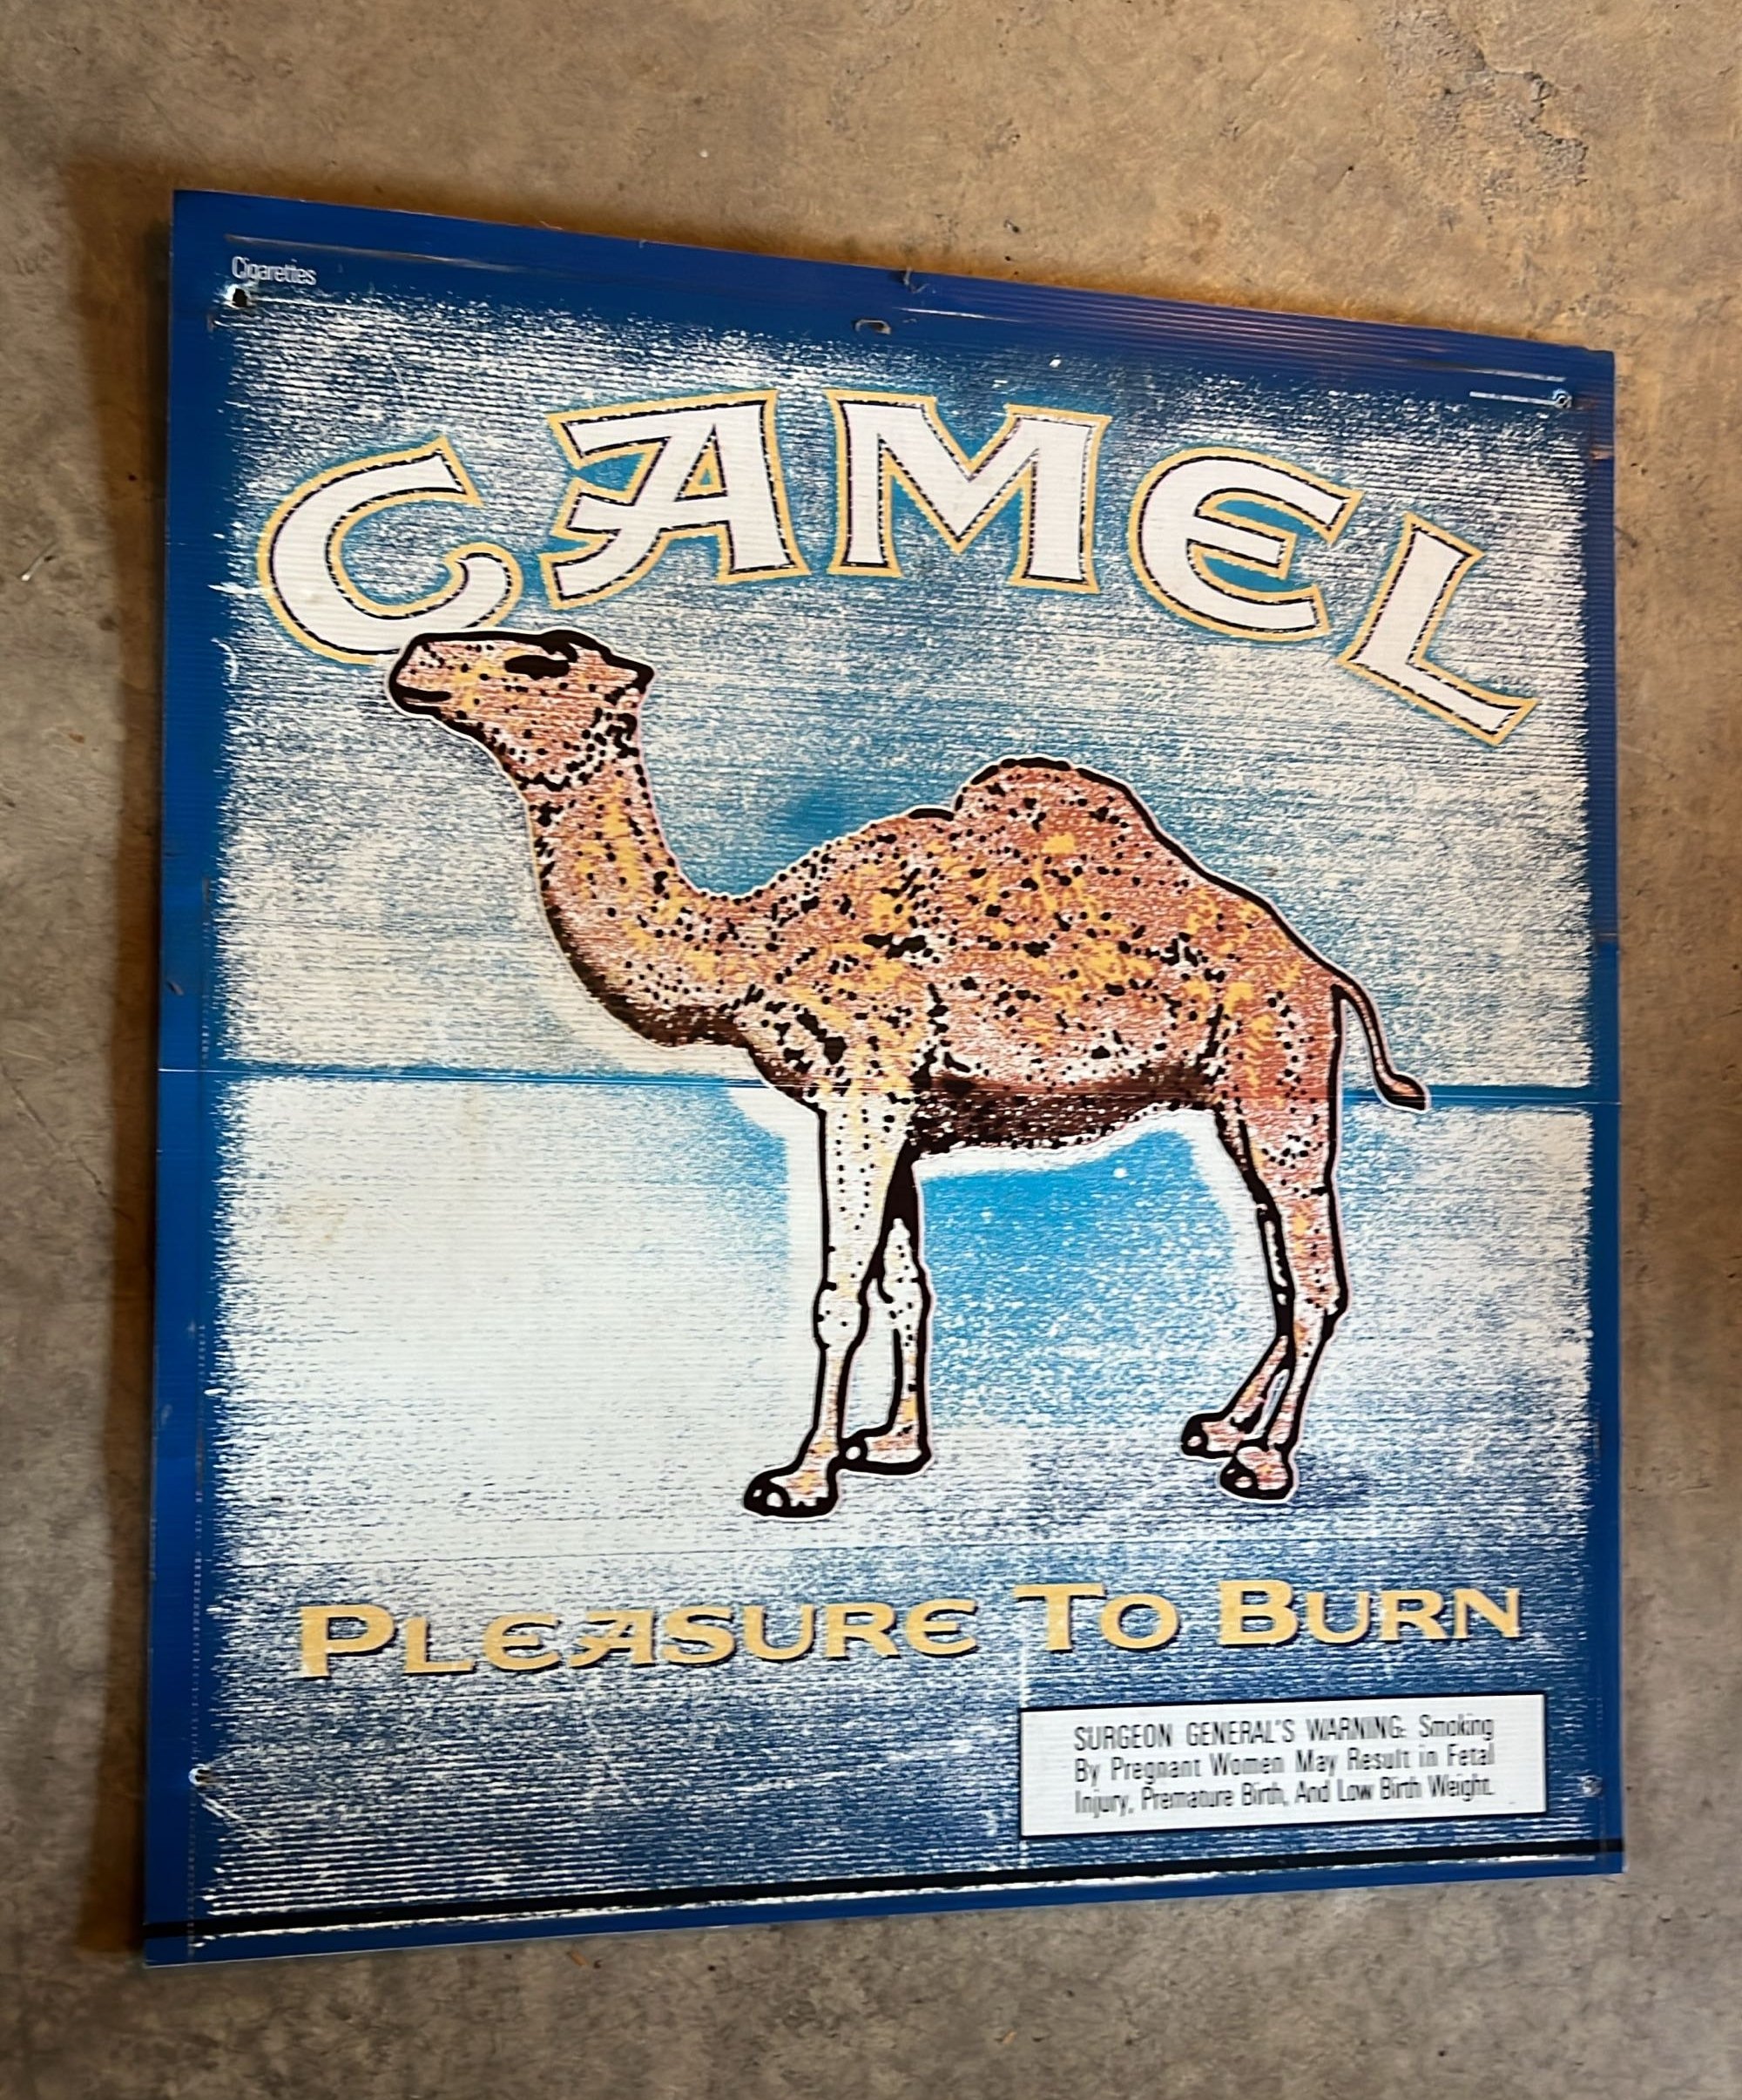 Cigarettes
CAMEL
PLEASURE TO BURN
SURGEON GENERAL'S WARNING: Smoking
By Pregnant Women May Result in Fetal
Injury, Premature Birth, And Low Birth Weight.